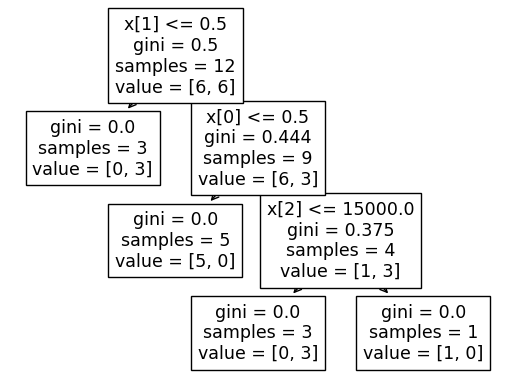 x[1] <= 0.5
gini = 0.5
samples = 12
value = [6, 6]
gini = 0.0
samples = 3
value = [0, 3]
x[0] <= 0.5
gini = 0.444
samples = 9
value = [6, 3]
gini = 0.0
samples = 5
value = [5, 0]
x[2] <= 15000.0
gini = 0.375
samples = 4
value = [1, 3]
gini = 0.0
samples = 3
value = [0, 3]
gini = 0.0
samples = 1
value = [1, 0]